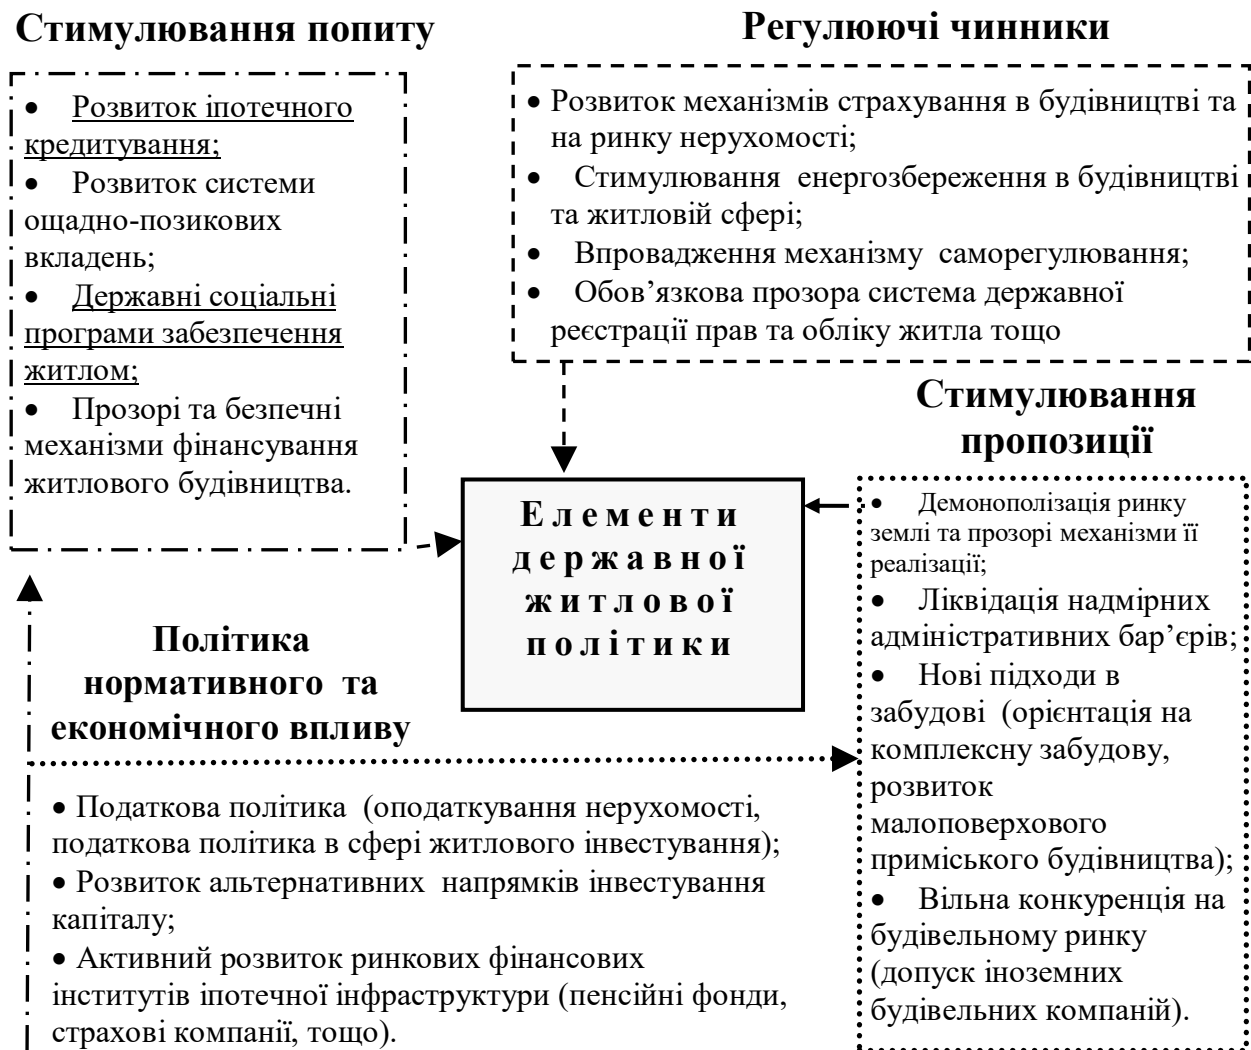 Стимулювання попиту
• Розвиток іпотечного
кредитування;
• Розвиток системи
ощадно-позикових
вкладень;
• Державні соціальні
програми забезпечення
житлом;
• Прозорі та безпечні
механізми фінансування
житлового будівництва.
Регулюючі чинники
• Розвиток механізмів страхування в будівництві та
на ринку нерухомості;
• Стимулювання енергозбереження в будівництві
та житловій сфері;
• Впровадження механізму саморегулювання;
• Обов’язкова прозора система державної
реєстрації прав та обліку житла тощо
Елементи
державної
житлової
політики
Стимулювання
пропозиції
• Демонополізація ринку
землі та прозорі механізми її
реалізації;
• Ліквідація надмірних
адміністративних бар’єрів;
• Нові підходи в
забудові (орієнтація на
комплексну забудову,
розвиток
малоповерхового
приміського будівництва);
• Вільна конкуренція на
будівельному ринку
(допуск іноземних
будівельних компаній).
Політика
нормативного та
економічного впливу
• Податкова політика (оподаткування нерухомості,
податкова політика в сфері житлового інвестування);
• Розвиток альтернативних напрямків інвестування
капіталу;
• Активний розвиток ринкових фінансових
інститутів іпотечної інфраструктури (пенсійні фонди,
страхові компанії, тощо).